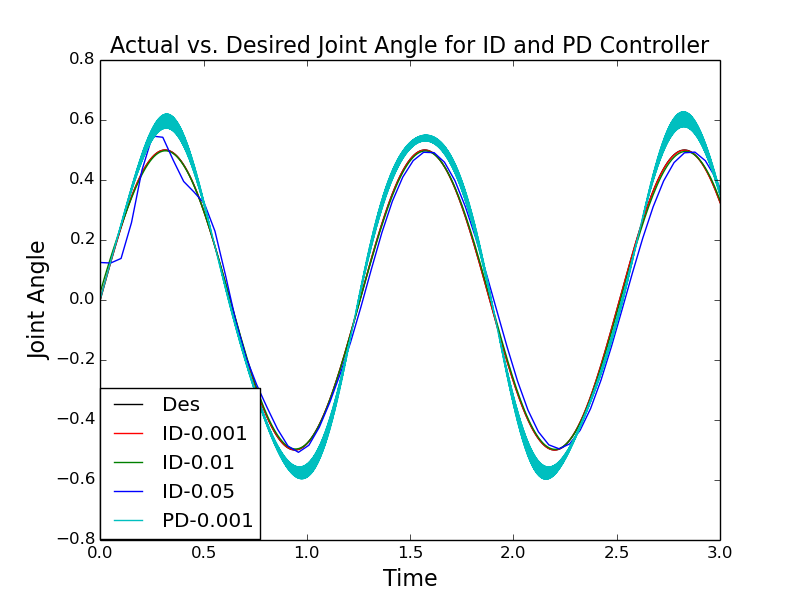 Actual vs. Desired Joint Angle for ID and PD Controller
0.8
0.6
0.4
0.2
0.0
−0.2
−0.4
−0.6
−0.8
Joint Angle
Des
ID-0.001
ID-0.01
ID-0.05
PD-0.001
0.0 0.5 1.0 1.5 2.0 2.5 3.0
Time